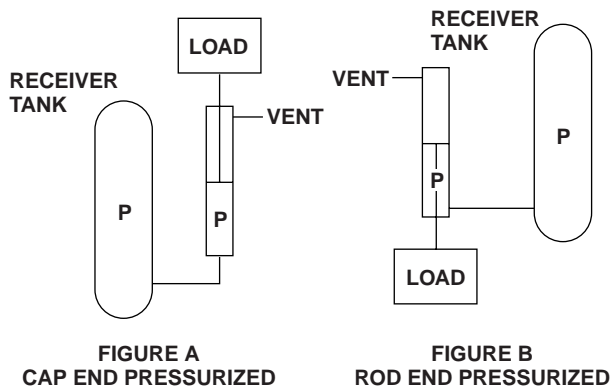 LOAD
RECEIVER
TANK
VENT
P
P
FIGURE A
CAP END PRESSURIZED
RECEIVER
TANK
VENT
P
P
LOAD
FIGURE B
ROD END PRESSURIZED